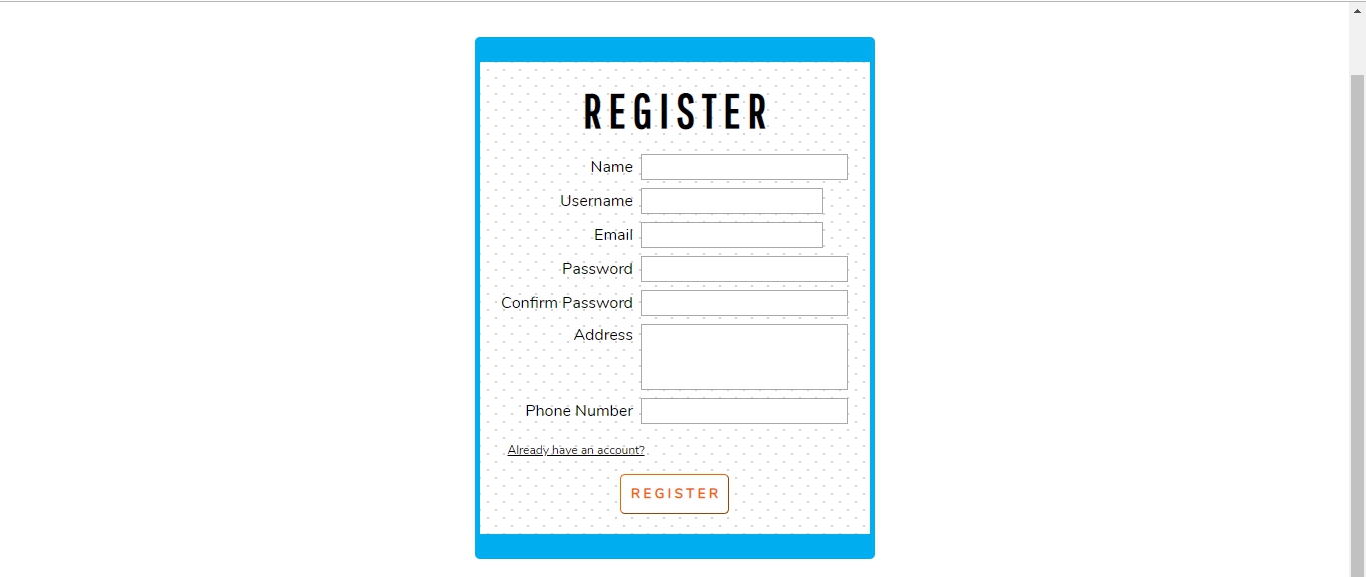 REGISTER
Name
Username
Email
Password
Confirm Password
Address
Phone Number
Already have an account?
REGISTER